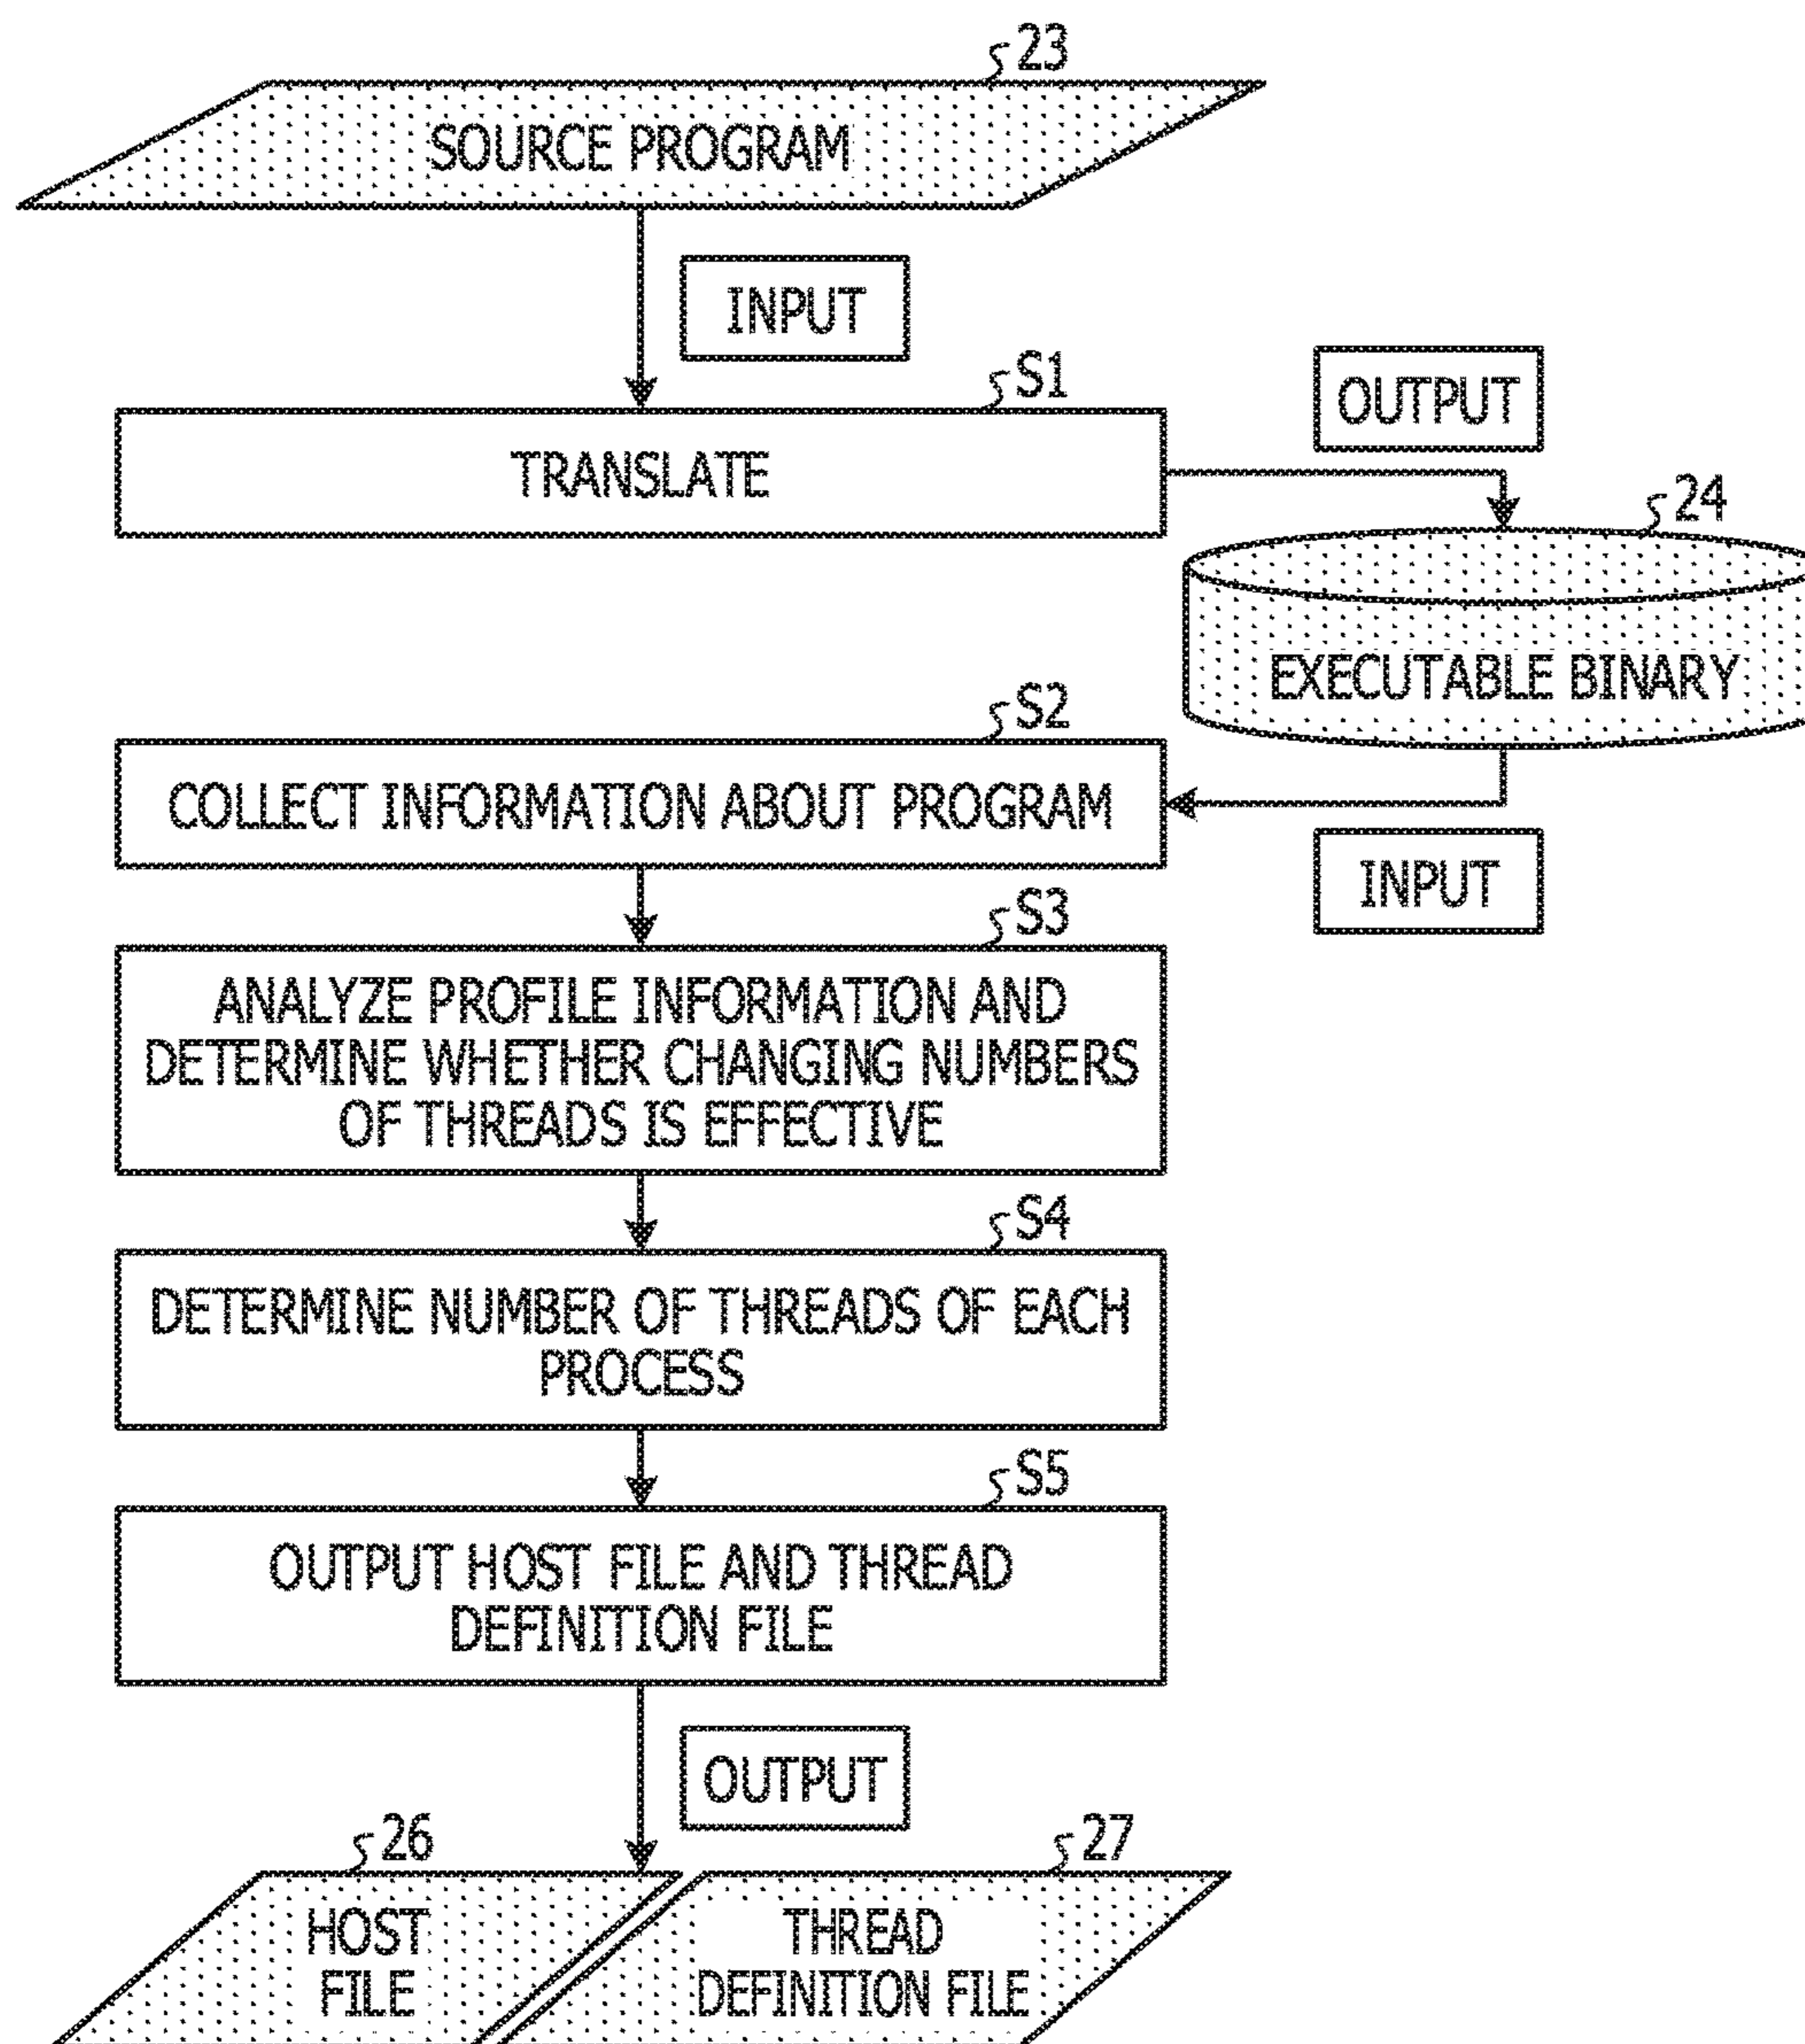 23
SOURCE PROGRAM
INPUT
S1
TRANSLATE
OUTPUT
24
EXECUTABLE BINARY
S2
COLLECT INFORMATION ABOUT PROGRAM
INPUT
S3
ANALYZE PROFILE INFORMATION AND
DETERMINE WHETHER CHANGING NUMBERS
OF THREADS IS EFFECTIVE
S4
DETERMINE NUMBER OF THREADS OF EACH
PROCESS
S5
OUTPUT HOST FILE AND THREAD
DEFINITION FILE
OUTPUT
26
HOST
FILE
27
THREAD
DEFINITION FILE